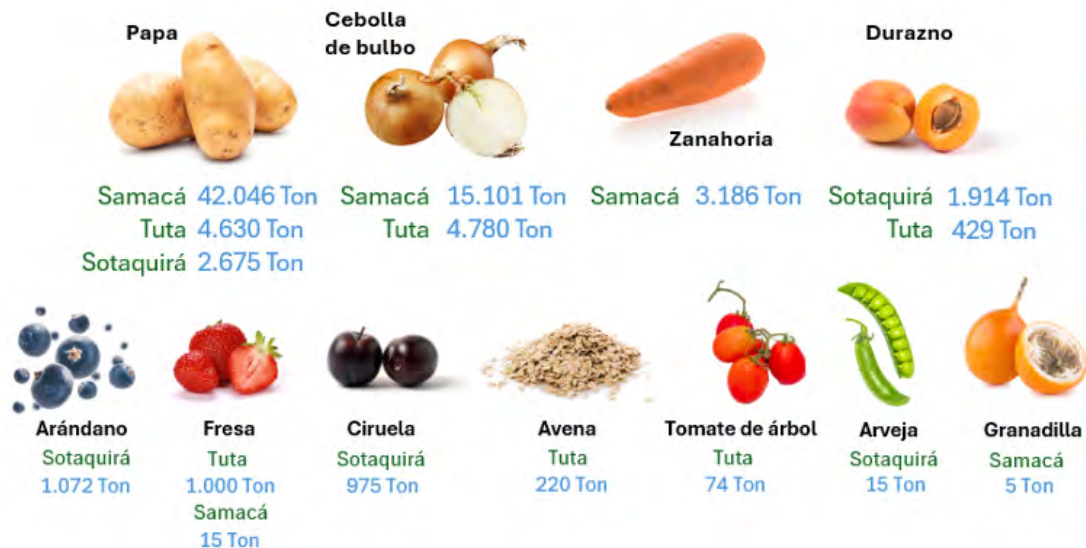 Papa
Samacá 42.046 Ton
Tuta 4.630 Ton
Sotaquirá 2.675 Ton
Cebolla
de bulbo
Samacá 15.101 Ton
Tuta 4.780 Ton
Zanahoria
Samacá 3.186 Ton
Durazno
Sotaquirá 1.914 Ton
Tuta 429 Ton
Arándano
Sotaquirá
1.072 Ton
Fresa
Tuta
1.000 Ton
Samacá
15 Ton
Ciruela
Sotaquirá
975 Ton
Avena
Tuta
220 Ton
Tomate de árbol
Tuta
74 Ton
Arveja
Sotaquirá
15 Ton
Granadilla
Samacá
5 Ton